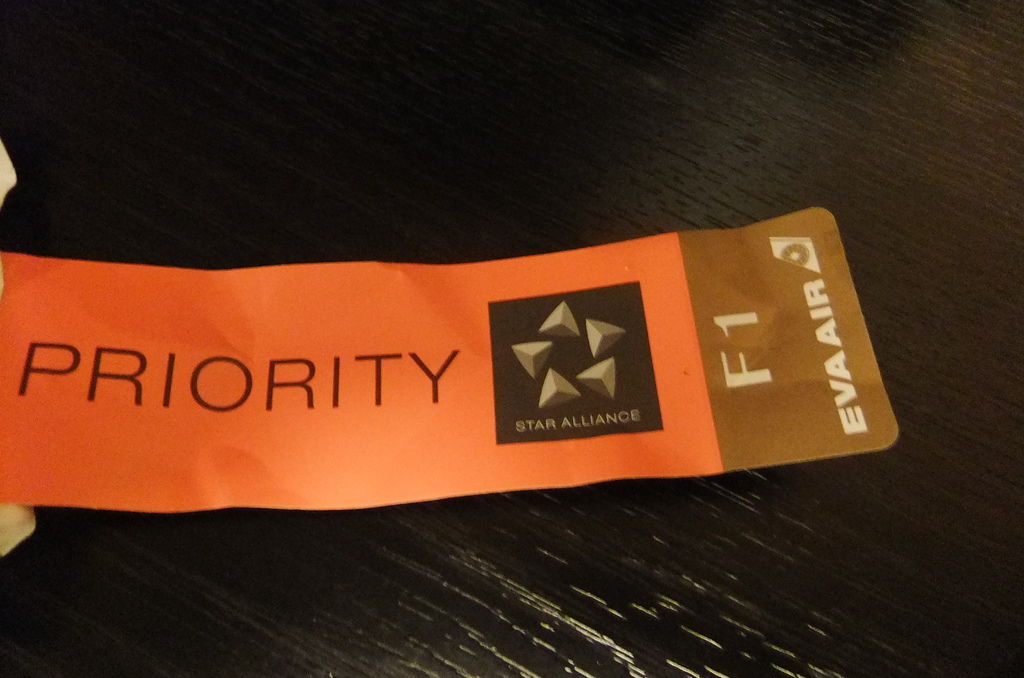 PRIORITY
STAR ALLIANCE
F1
EVA AIR